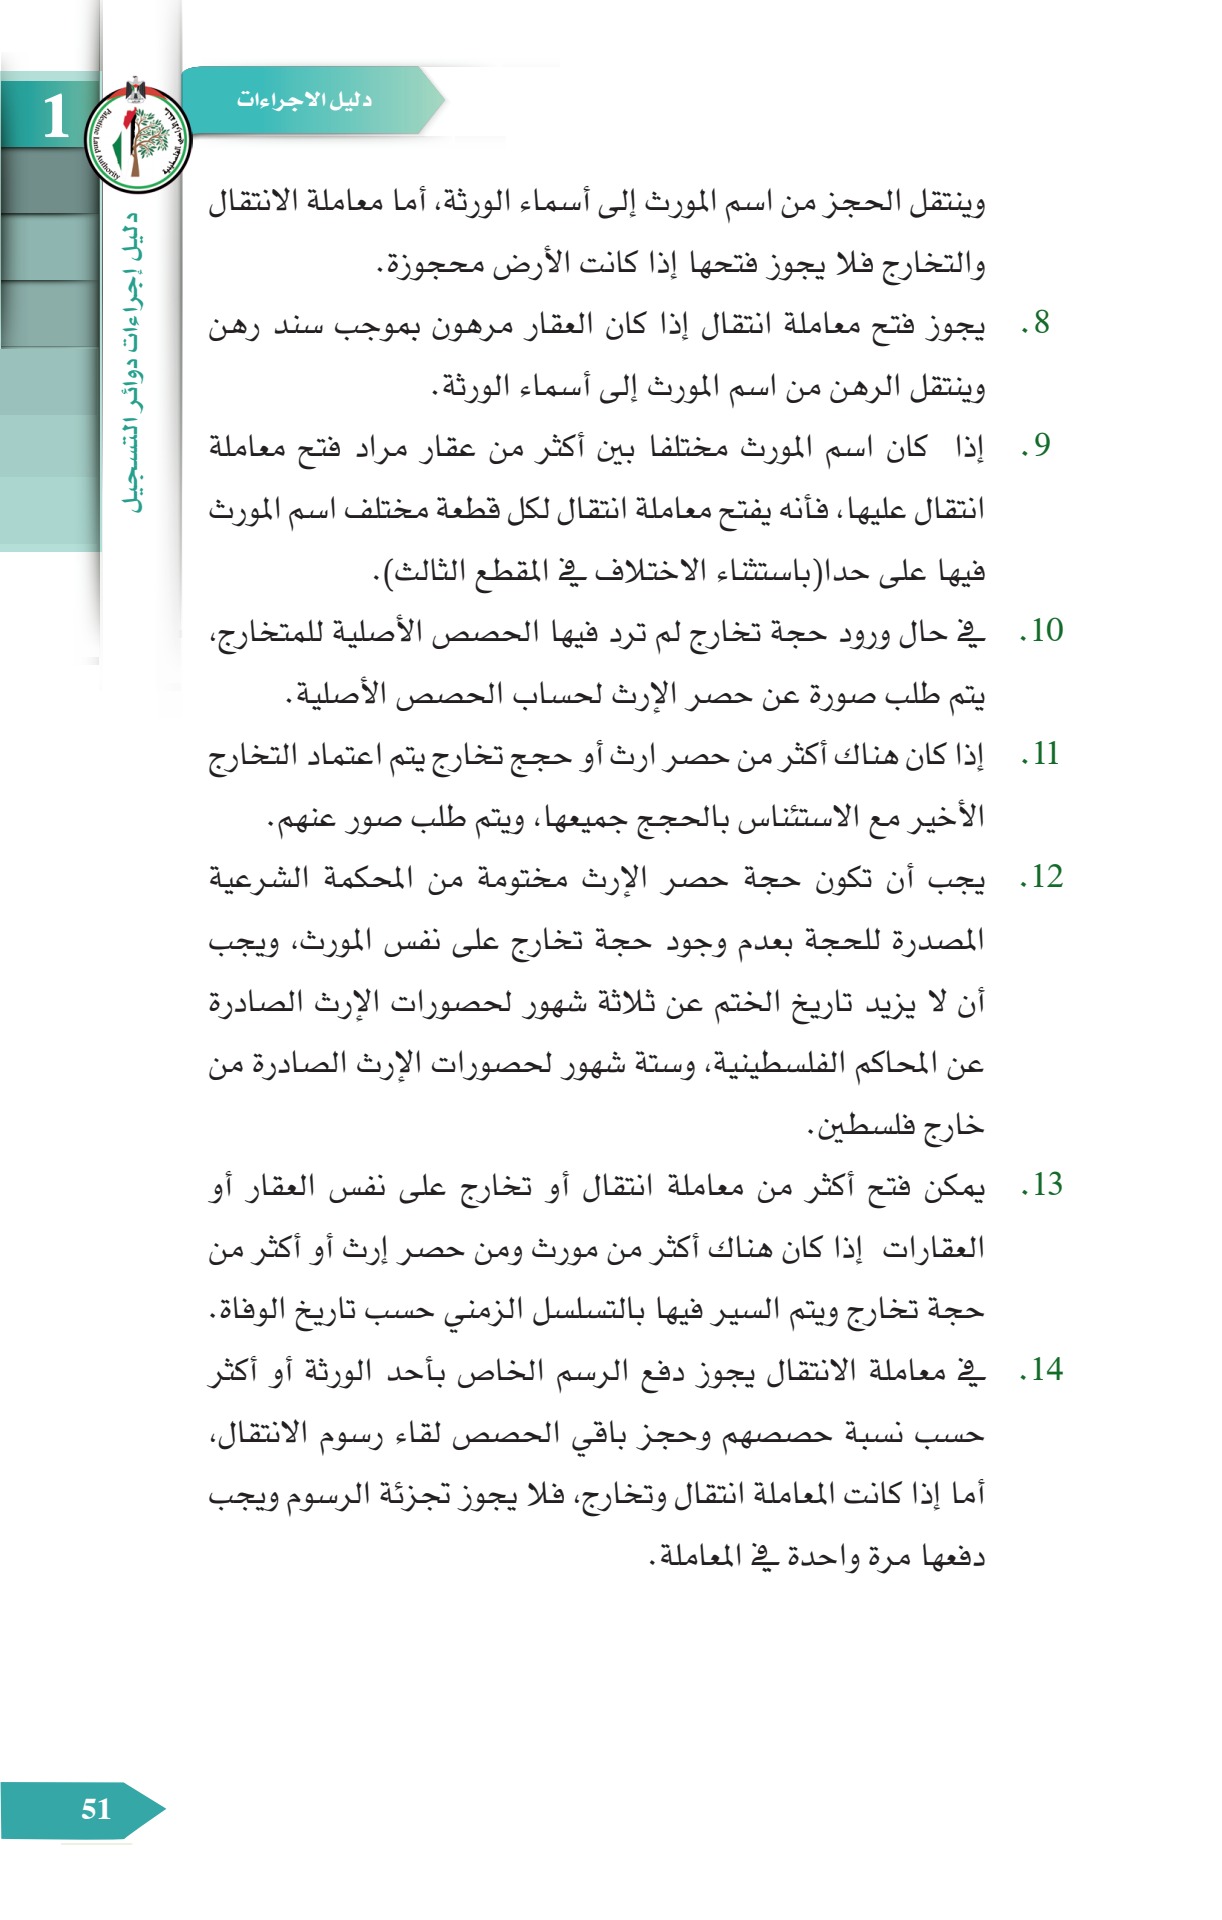 دليل الاجراءات
1
Palestine Land Authority
دليل إجراءات دوائر التسجيل
وينتقل الحجز من اسم المورث إلى أسماء الورثة، أما معاملة الانتقال
والتخارج فلا يجوز فتحها إذا كانت الأرض محجوزة.
8. يجوز فتح معاملة انتقال إذا كان العقار مرهون بموجب سند رهن
وينتقل الرهن من اسم المورث إلى أسماء الورثة.
9. إذا كان اسم المورث مختلفا بين أكثر من عقار مراد فتح معاملة
انتقال عليها، فأنه يفتح معاملة انتقال لكل قطعة مختلف اسم المورث
فيها على حدا(باستثناء الاختلاف في المقطع الثالث).
10. في حال ورود حجة تخارج لم ترد فيها الحصص الأصلية للمتخارج،
يتم طلب صورة عن حصر الإرث لحساب الحصص الأصلية.
11. إذا كان هناك أكثر من حصر ارث أو حجج تخارج يتم اعتماد التخارج
الأخير مع الاستئناس بالحجج جميعها، ويتم طلب صور عنهم.
12. يجب أن تكون حجة حصر الإرث مختومة من المحكمة الشرعية
المصدرة للحجة بعدم وجود حجة تخارج على نفس المورث، ويجب
أن لا يزيد تاريخ الختم عن ثلاثة شهور لحصورات الإرث الصادرة
عن المحاكم الفلسطينية، وستة شهور لحصورات الإرث الصادرة من
خارج فلسطين.
13. يمكن فتح أكثر من معاملة انتقال أو تخارج على نفس العقار أو
العقارات إذا كان هناك أكثر من مورث ومن حصر إرث أو أكثر من
حجة تخارج ويتم السير فيها بالتسلسل الزمني حسب تاريخ الوفاة.
14. في معاملة الانتقال يجوز دفع الرسم الخاص بأحد الورثة أو أكثر
حسب نسبة حصصهم وحجز باقي الحصص لقاء رسوم الانتقال،
أما إذا كانت المعاملة انتقال وتخارج، فلا يجوز تجزئة الرسوم ويجب
دفعها مرة واحدة في المعاملة.
51